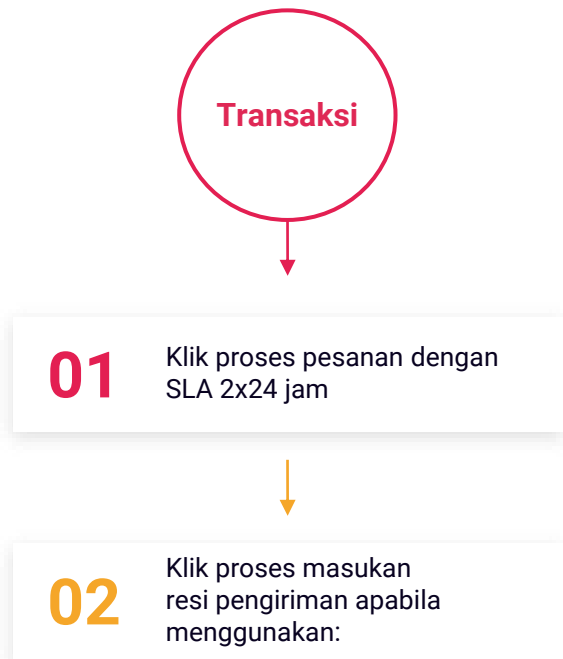 Transaksi
01
Klik proses pesanan dengan
SLA 2x24 jam
02
Klik proses masukan
resi pengiriman apabila
menggunakan: